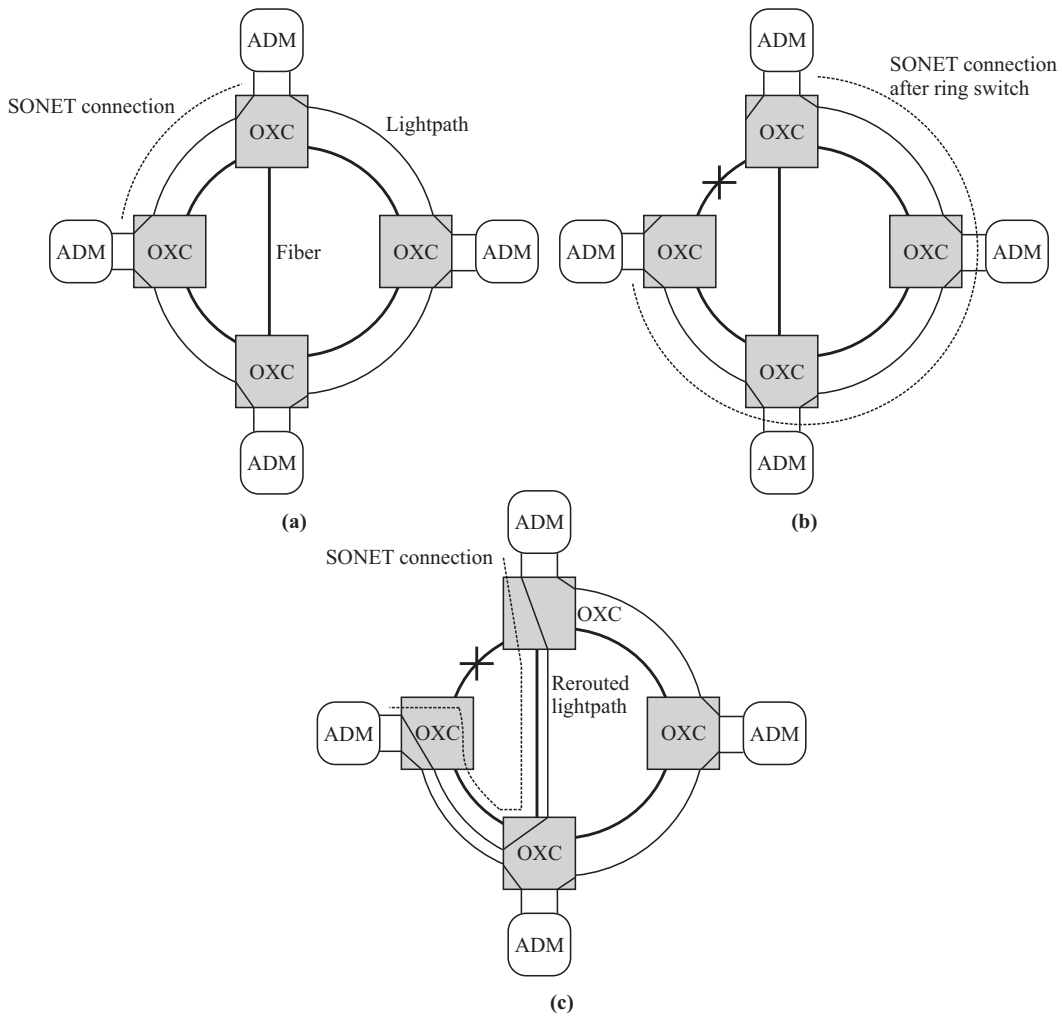 ADM
SONET connection
OXC
Lightpath
ADM
OXC
Fiber
OXC
ADM
OXC
ADM
(a)
ADM
SONET connection
after ring switch
OXC
ADM
OXC
OXC
ADM
OXC
ADM
(b)
ADM
SONET connection
OXC
Rerouted
lightpath
ADM
OXC
OXC
ADM
OXC
ADM
(c)